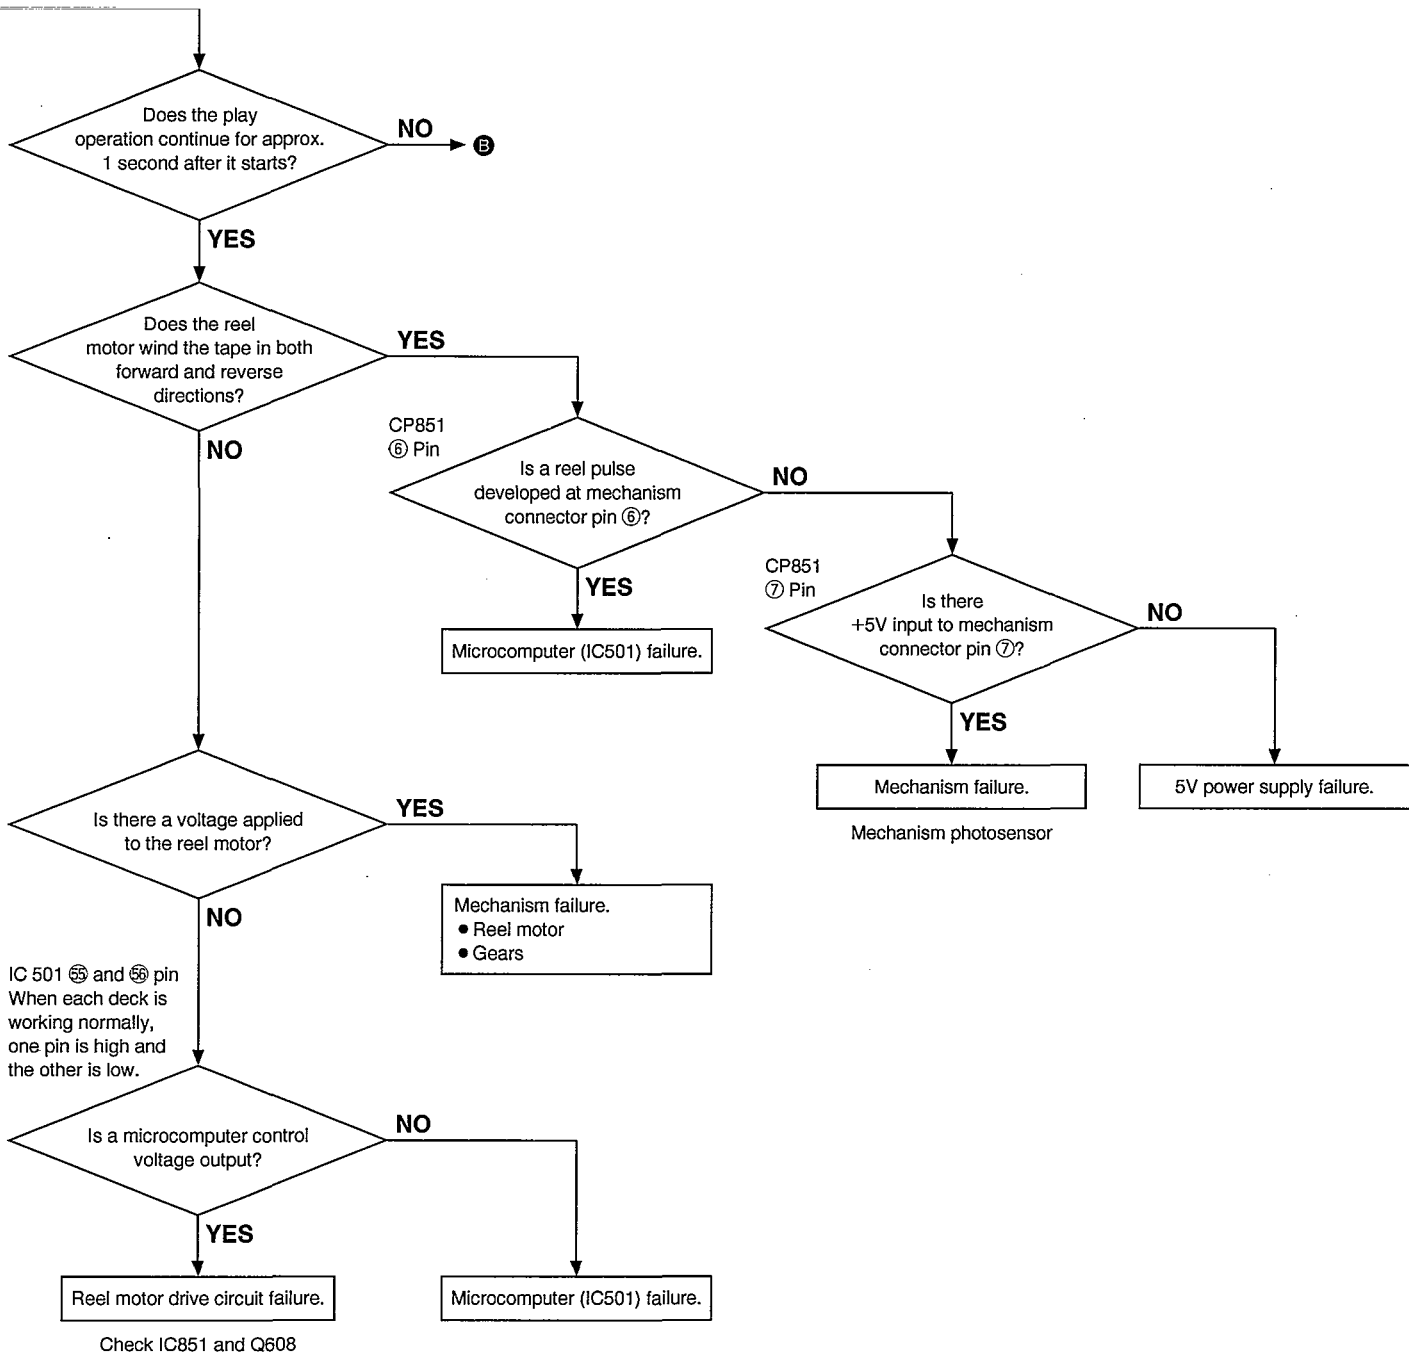 Does the play
operation continue for approx.
1 second after it starts?
NO
B
YES
Does the reel
motor wind the tape in both
forward and reverse
directions?
YES
NO
CP851
⑥ Pin
Is a reel pulse
developed at mechanism
connector pin ⑥?
NO
YES
Microcomputer (IC501) failure.
CP851
⑦ Pin
Is there
+5V input to mechanism
connector pin ⑦?
NO
YES
Mechanism failure.
Mechanism photosensor
5V power supply failure.
Is there a voltage applied
to the reel motor?
YES
NO
Mechanism failure.
● Reel motor
● Gears
IC 501 55 and 56 pin
When each deck is
working normally,
one pin is high and
the other is low.
Is a microcomputer control
voltage output?
NO
YES
Reel motor drive circuit failure.
Check IC851 and Q608
Microcomputer (IC501) failure.